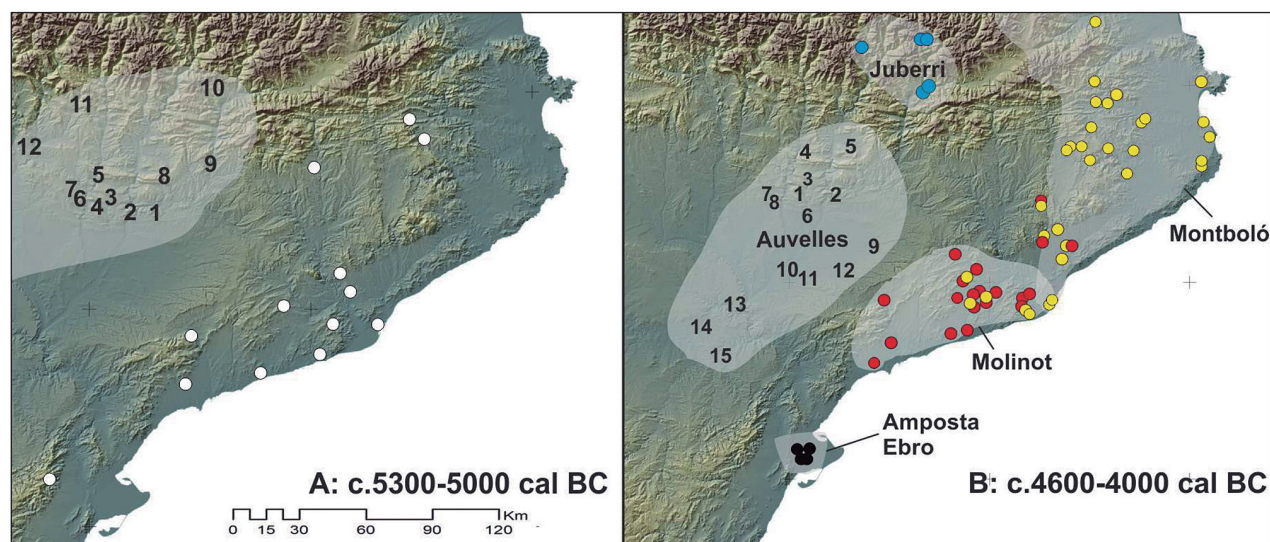 10
11
12
9
5
8
7
6
3
4
2
1
A: c.5300-5000 cal BC
Km
0 15 30 60 90 120
Juberri
4
5
3
7
1
2
8
6
Auvelles
9
10
11
12
13
14
15
Montboló
Molinot
Amposta
Ebro
B: c.4600-4000 cal BC